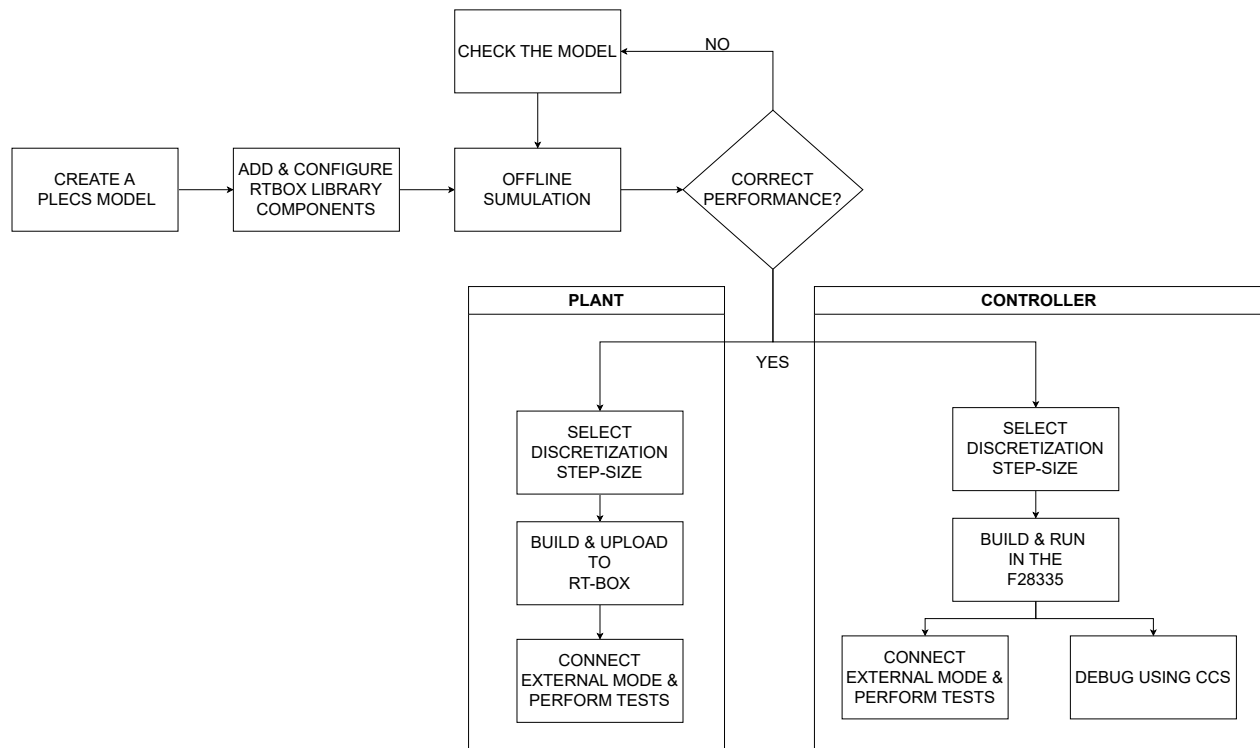 CHECK THE MODEL
NO
CREATE A
PLECS MODEL
ADD & CONFIGURE
RTBOX LIBRARY
COMPONENTS
OFFLINE
SUMULATION
CORRECT
PERFORMANCE?
PLANT
CONTROLLER
YES
SELECT
DISCRETIZATION
STEP-SIZE
BUILD & UPLOAD
TO
RT-BOX
CONNECT
EXTERNAL MODE &
PERFORM TESTS
SELECT
DISCRETIZATION
STEP-SIZE
BUILD & RUN
IN THE
F28335
CONNECT
EXTERNAL MODE &
PERFORM TESTS
DEBUG USING CCS